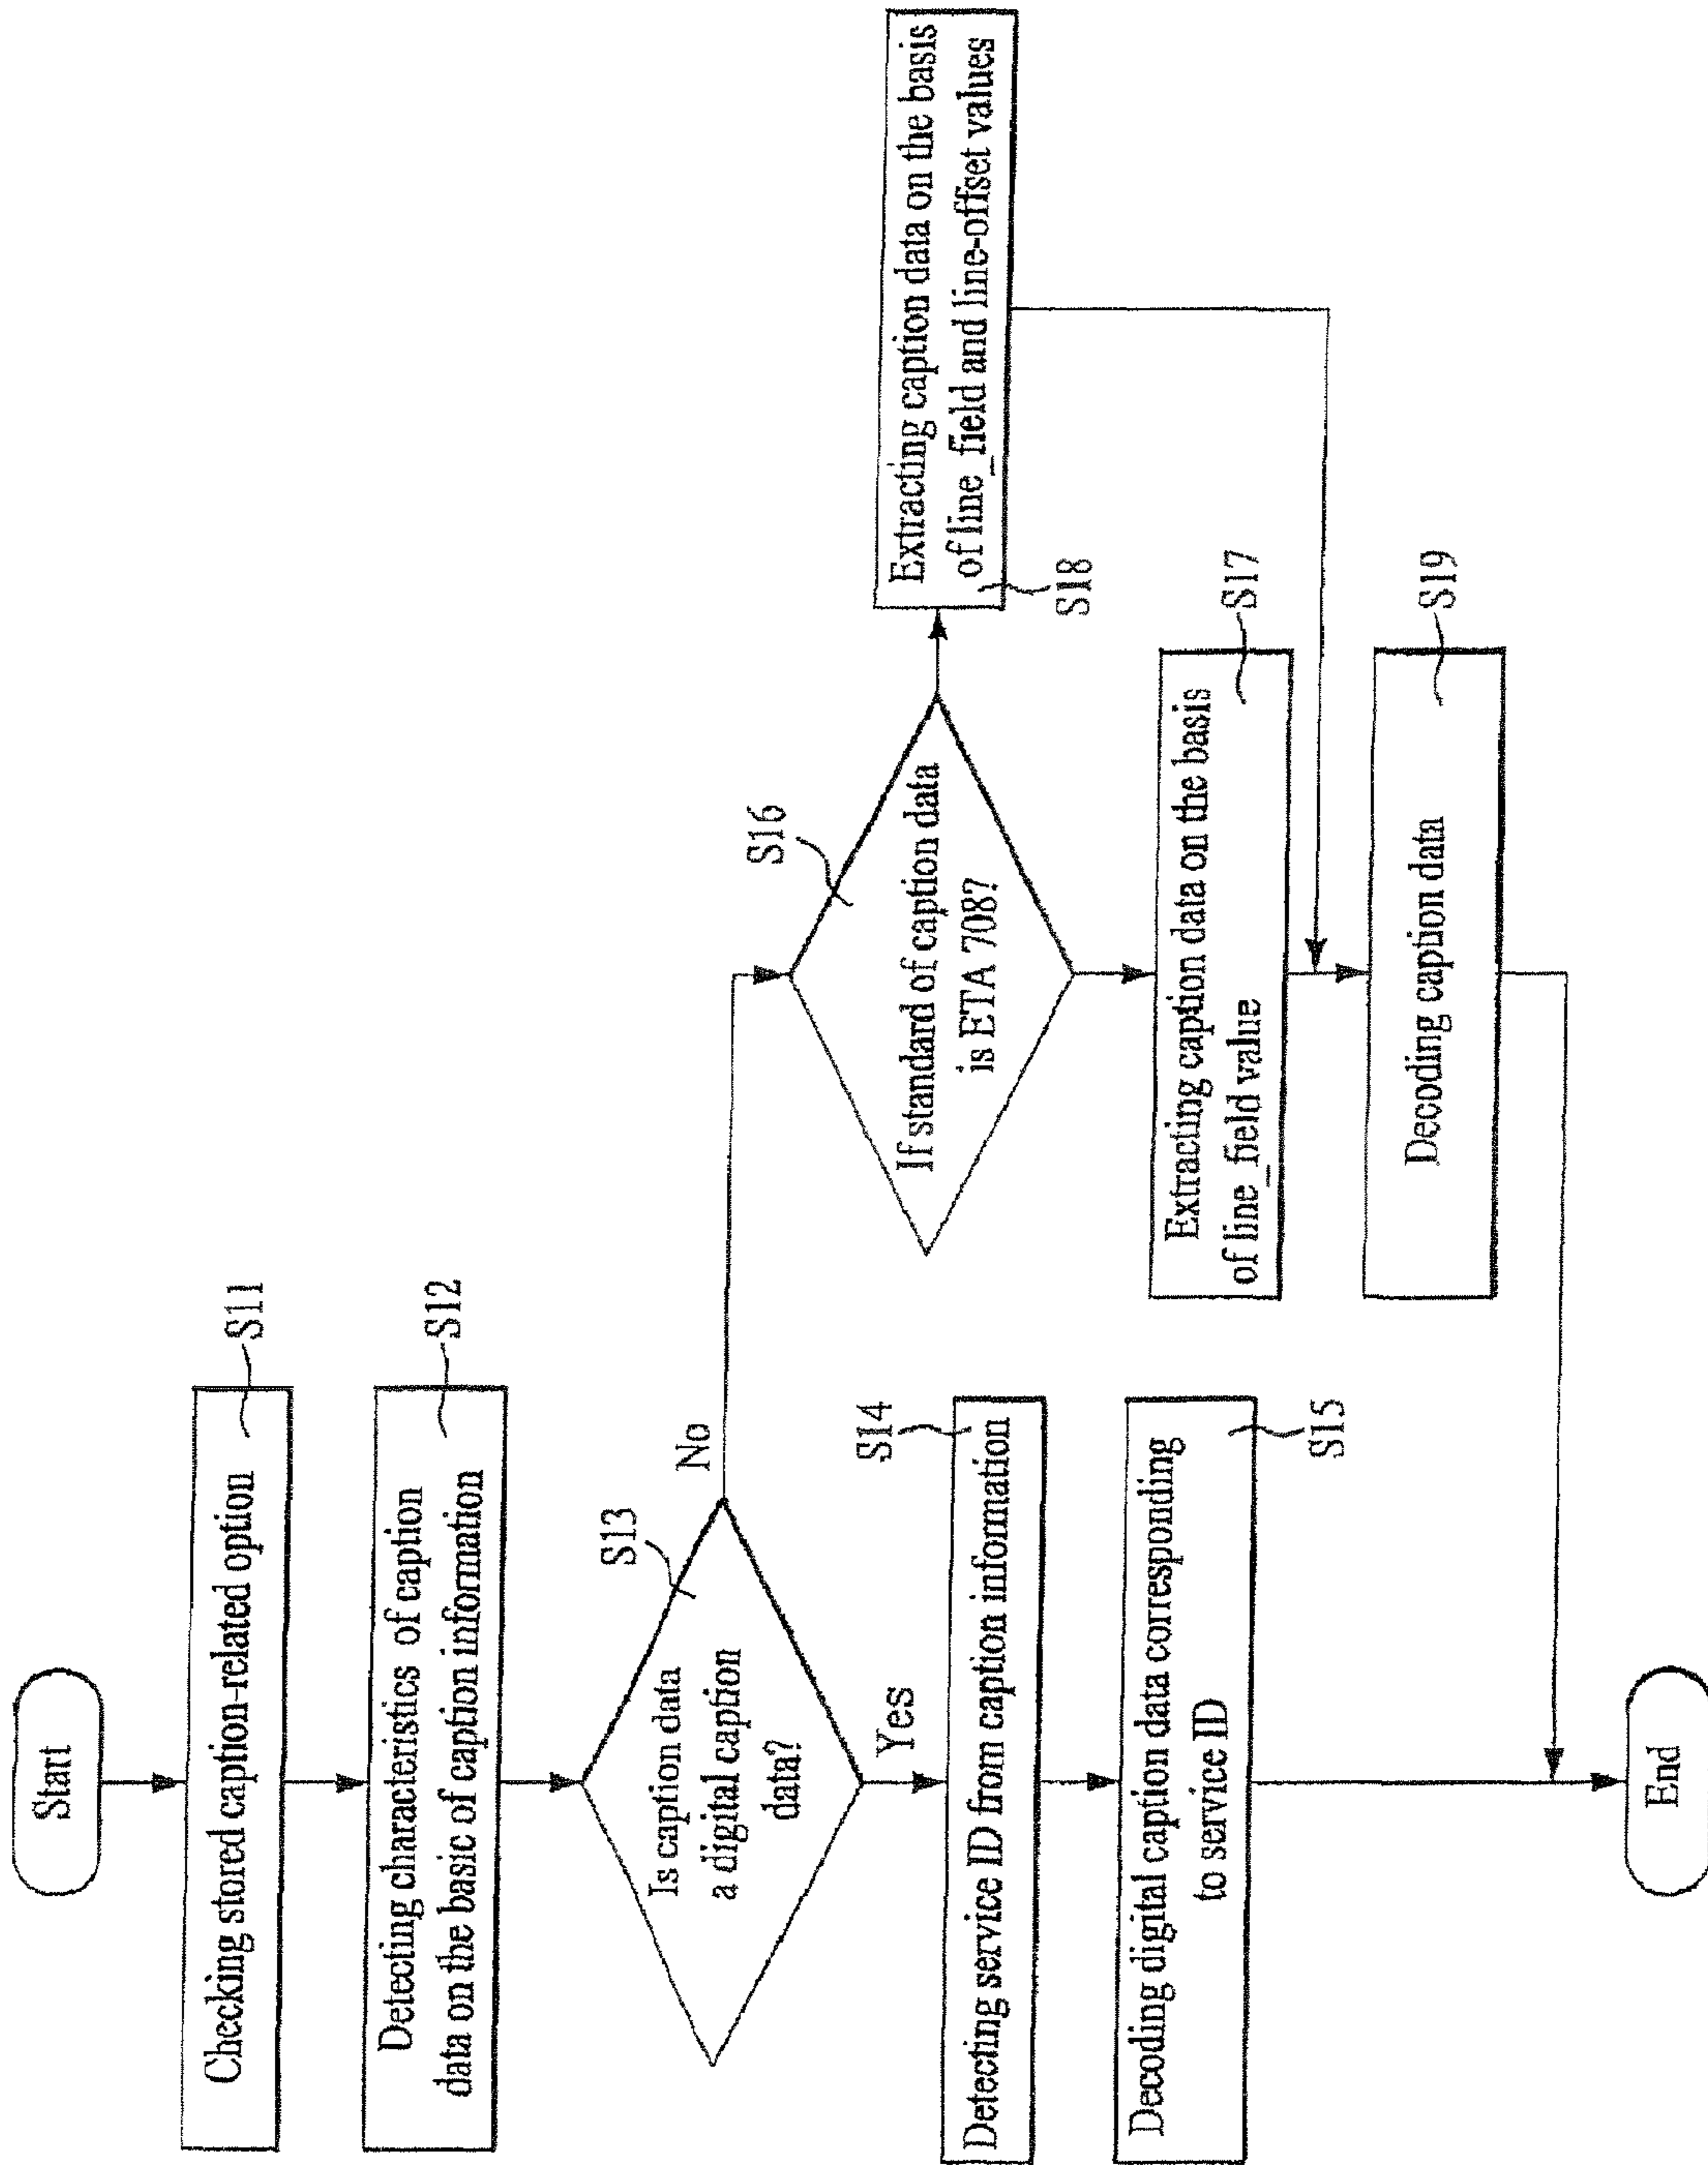 Start
Checking stored caption-related option
S11
Detecting characteristics of caption
data on the basic of caption information
S12
Is caption data
a digital caption
data?
S13
No
Yes
Detecting service ID from caption information
S14
Decoding digital caption data corresponding
to service ID
S15
If standard of caption data
is ETA 708?
S16
Extracting caption data on the basis
of line_field value
S17
Extracting caption data on the basis
of line_field and line-offset values
S18
Decoding caption data
S19
End